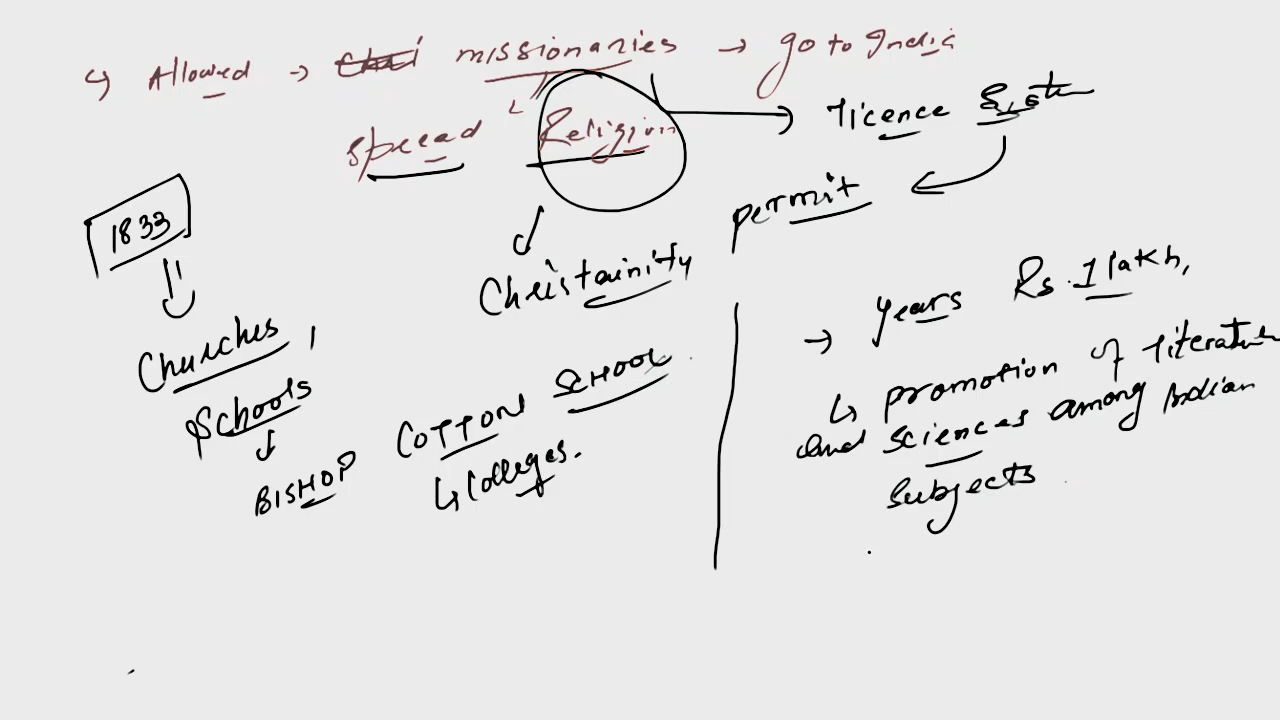 ↳ Allowed → missionaries → go to India
spread Religion → licence System
permit
1833
Christainity
Churches,
Schools
BISHOP COTTON SCHOOL
↳ Colleges.
→ years Rs. 1 lakh,
↳ promotion of literature
and sciences among Indian
subjects